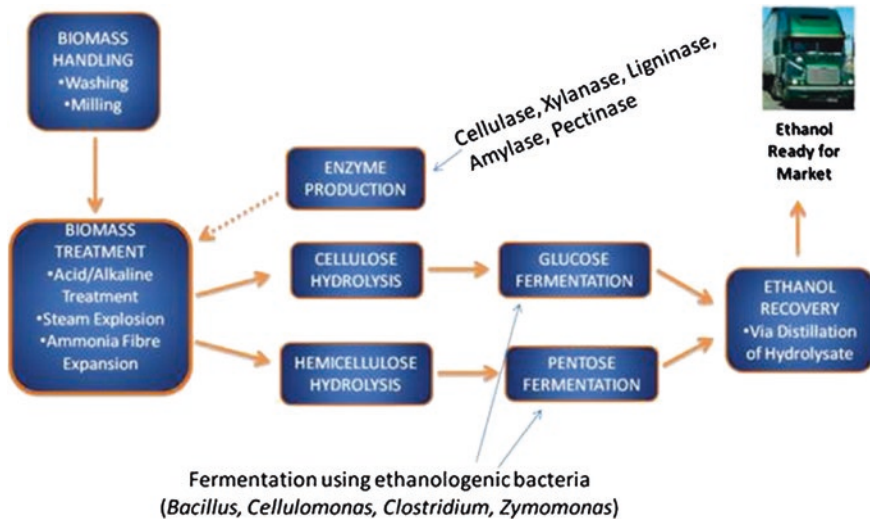 BIOMASS
HANDLING
•Washing
•Milling
Cellulase, Xylanase, Ligninase,
Amylase, Pectinase
Ethanol
Ready for
Market
ENZYME
PRODUCTION
BIOMASS
TREATMENT
•Acid/Alkaline
Treatment
•Steam Explosion
•Ammonia Fibre
Expansion
CELLULOSE
HYDROLYSIS
GLUCOSE
FERMENTATION
HEMICELLULOSE
HYDROLYSIS
PENTOSE
FERMENTATION
ETHANOL
RECOVERY
•Via Distillation
of Hydrolysate
Fermentation using ethanologenic bacteria
(Bacillus, Cellulomonas, Clostridium, Zymomonas)